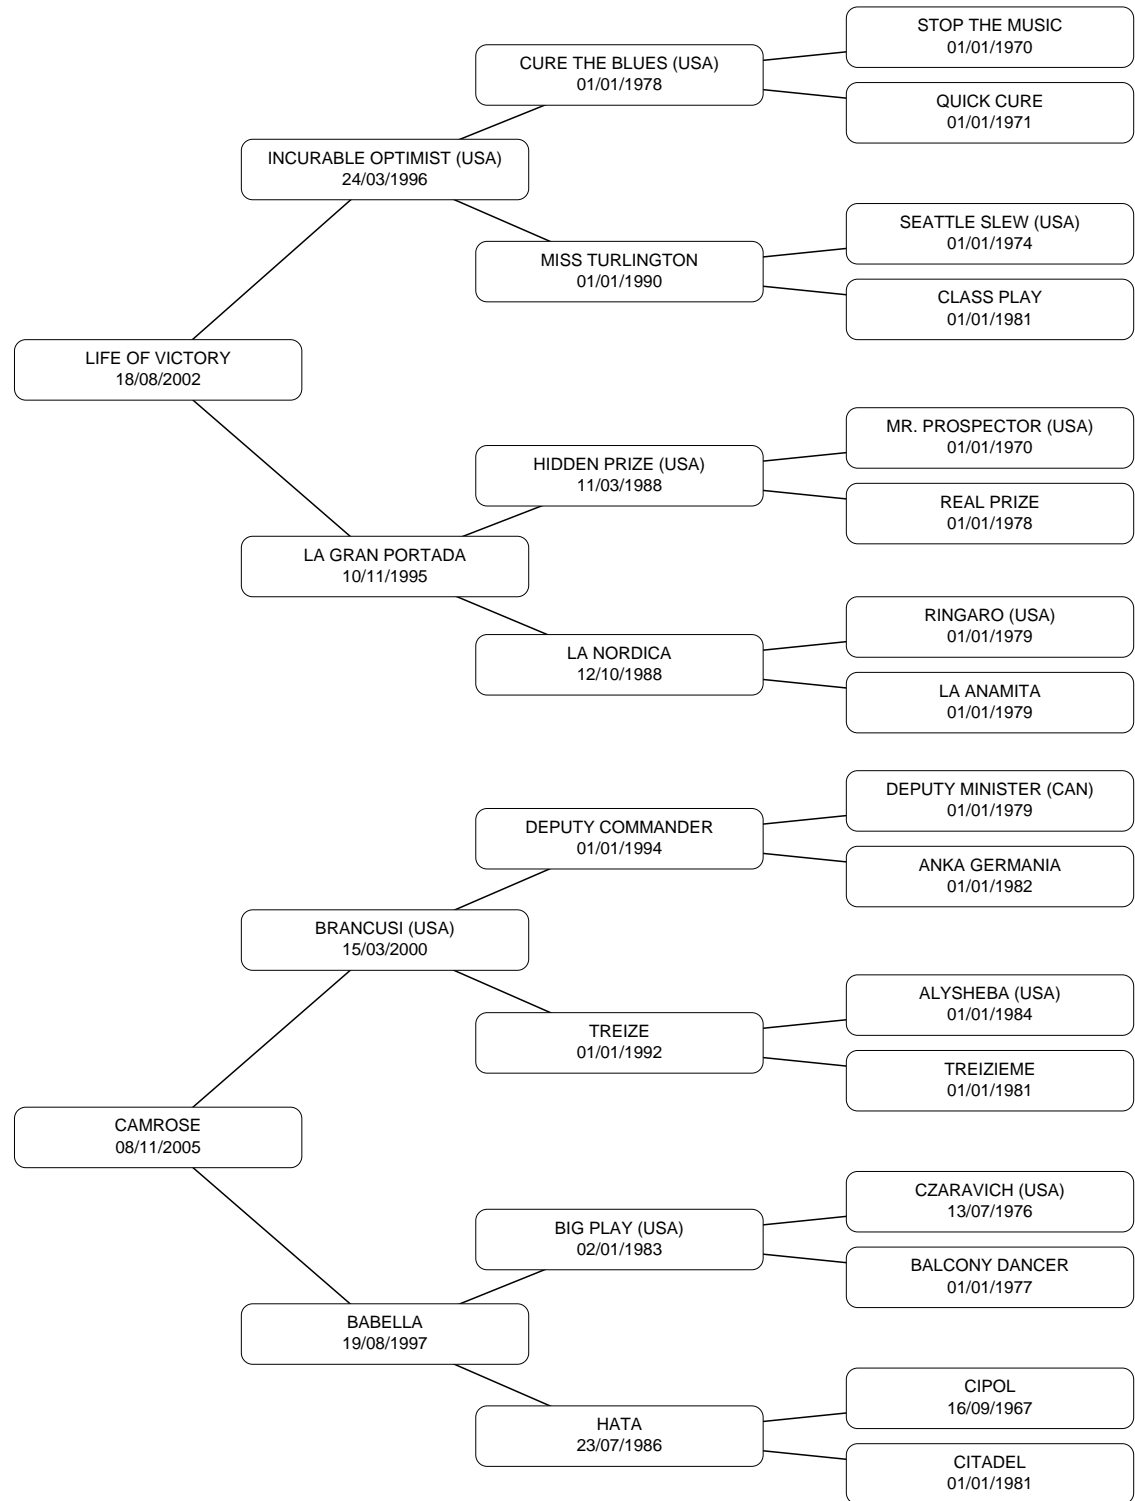 STOP THE MUSIC
01/01/1970
CURE THE BLUES (USA)
01/01/1978
QUICK CURE
01/01/1971
INCURABLE OPTIMIST (USA)
24/03/1996
SEATTLE SLEW (USA)
01/01/1974
MISS TURLINGTON
01/01/1990
CLASS PLAY
01/01/1981
LIFE OF VICTORY
18/08/2002
MR. PROSPECTOR (USA)
01/01/1970
HIDDEN PRIZE (USA)
11/03/1988
REAL PRIZE
01/01/1978
LA GRAN PORTADA
10/11/1995
RINGARO (USA)
01/01/1979
LA NORDICA
12/10/1988
LA ANAMITA
01/01/1979
DEPUTY MINISTER (CAN)
01/01/1979
DEPUTY COMMANDER
01/01/1994
ANKA GERMANIA
01/01/1982
BRANCUSI (USA)
15/03/2000
ALYSHEBA (USA)
01/01/1984
TREIZE
01/01/1992
TREIZIEME
01/01/1981
CAMROSE
08/11/2005
CZARAVICH (USA)
13/07/1976
BIG PLAY (USA)
02/01/1983
BALCONY DANCER
01/01/1977
BABELLA
19/08/1997
CIPOL
16/09/1967
HATA
23/07/1986
CITADEL
01/01/1981